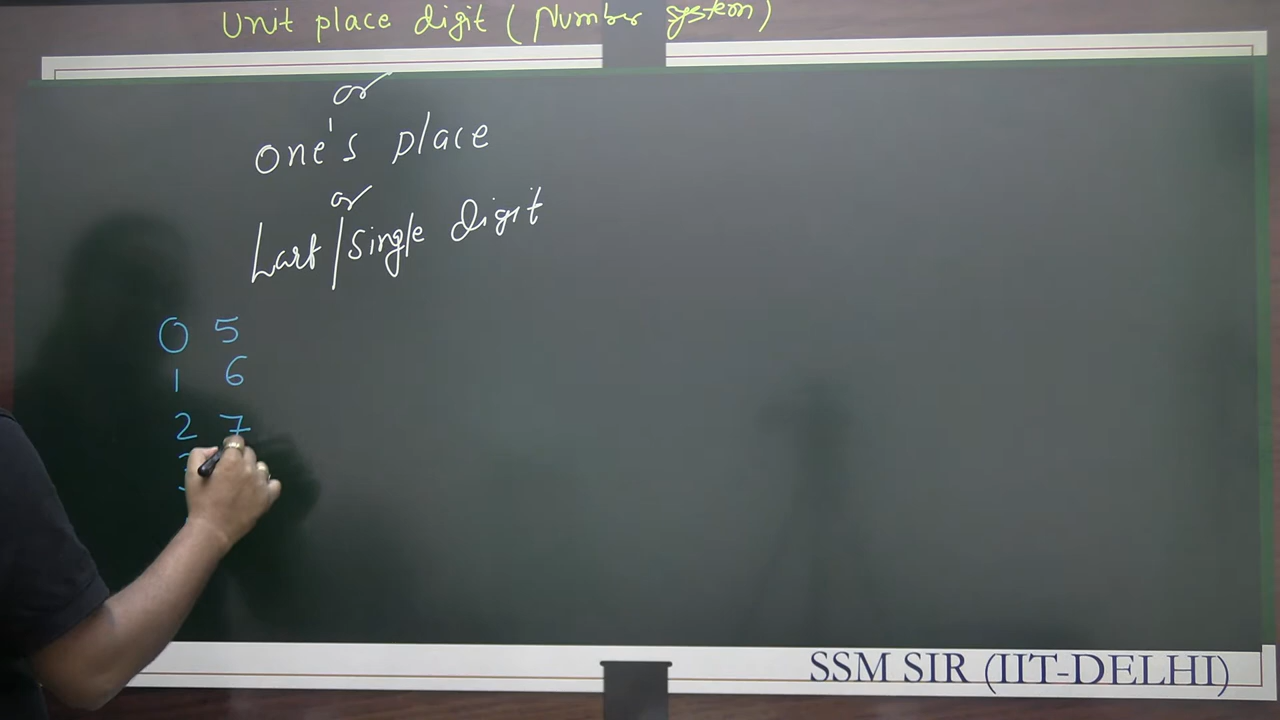 Unit place digit ( Number system )
or
one's place
or
Last/single digit
0 5
1 6
2 7
3
SSM SIR (IIT-DELHI)